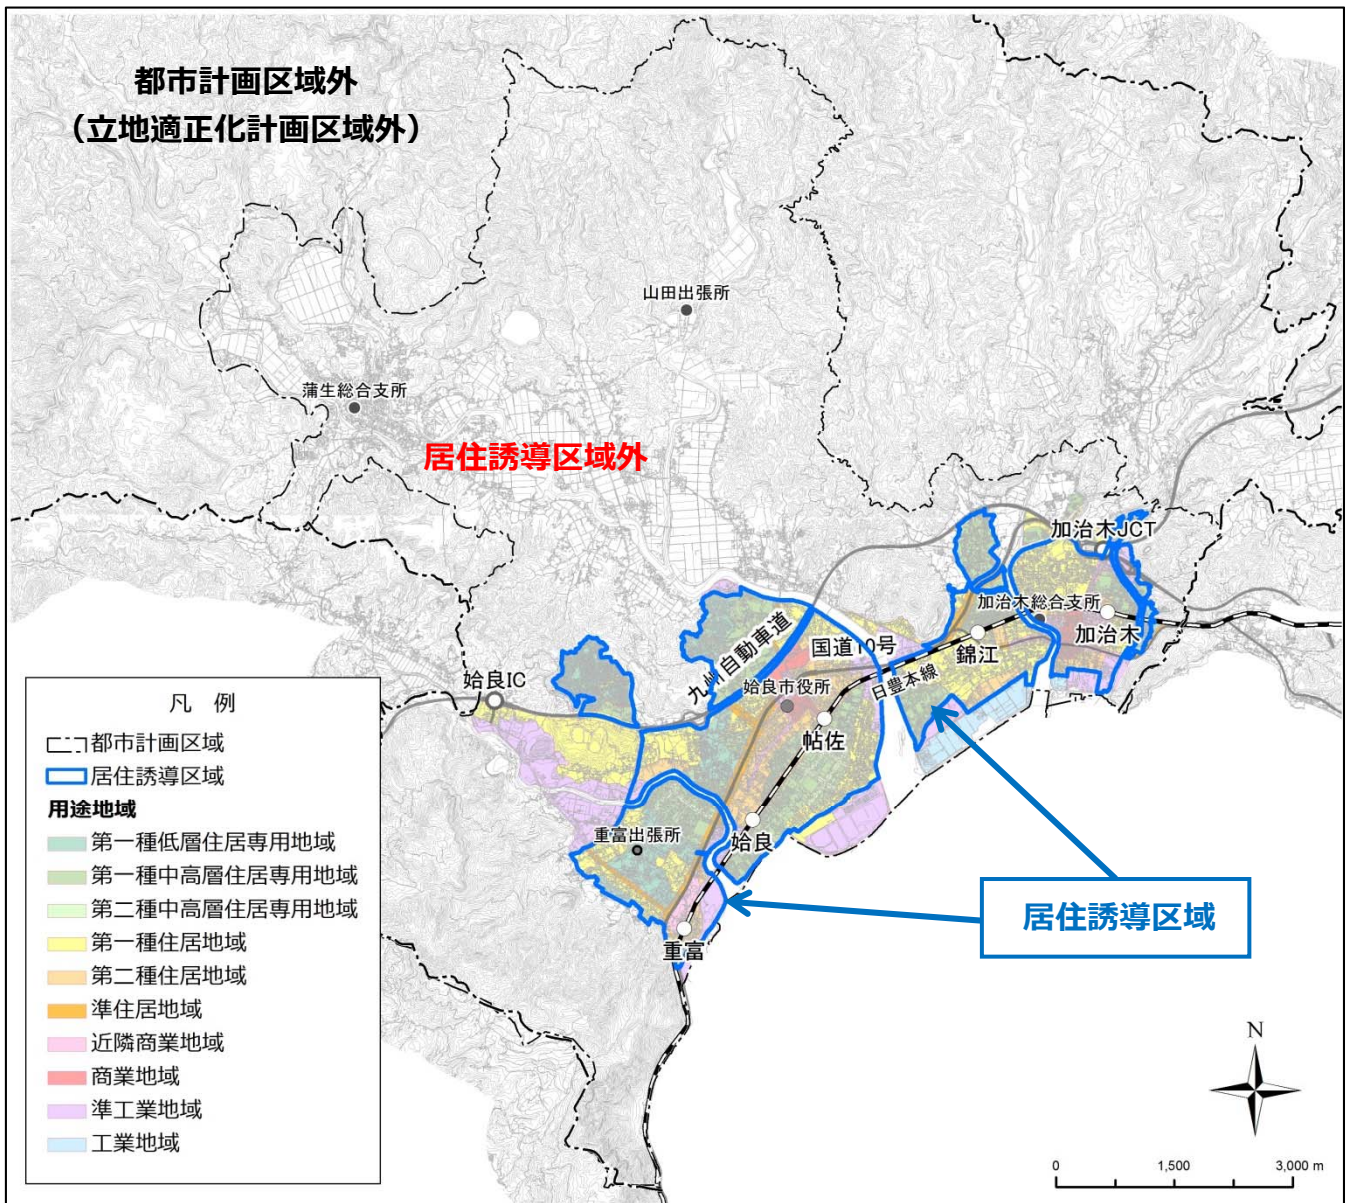 都市計画区域外
（立地適正化計画区域外）
山田出張所
蒲生総合支所
居住誘導区域外
加治木JCT
加治木総合支所
加治木
錦江
国道10号
九州自動車道
日豊本線
姶良IC
姶良市役所
帖佐
重富出張所
姶良
重富
居住誘導区域
凡 例
都市計画区域
居住誘導区域
用途地域
第一種低層住居専用地域
第一種中高層住居専用地域
第二種中高層住居専用地域
第一種住居地域
第二種住居地域
準住居地域
近隣商業地域
商業地域
準工業地域
工業地域
N
0 1,500 3,000 m